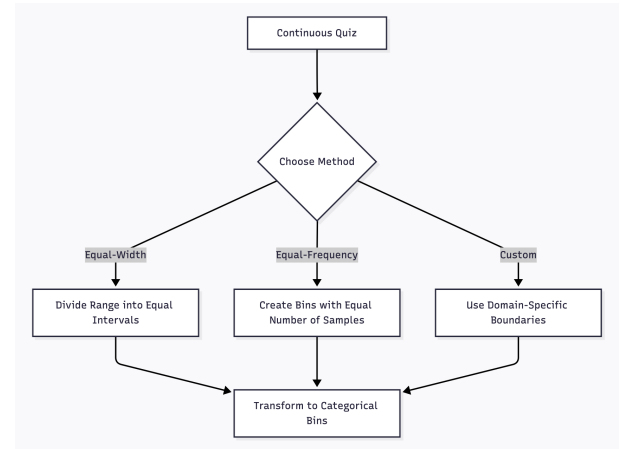 Continuous Quiz
Choose Method
Equal-Width
Equal-Frequency
Custom
Divide Range into Equal
Intervals
Create Bins with Equal
Number of Samples
Use Domain-Specific
Boundaries
Transform to Categorical
Bins